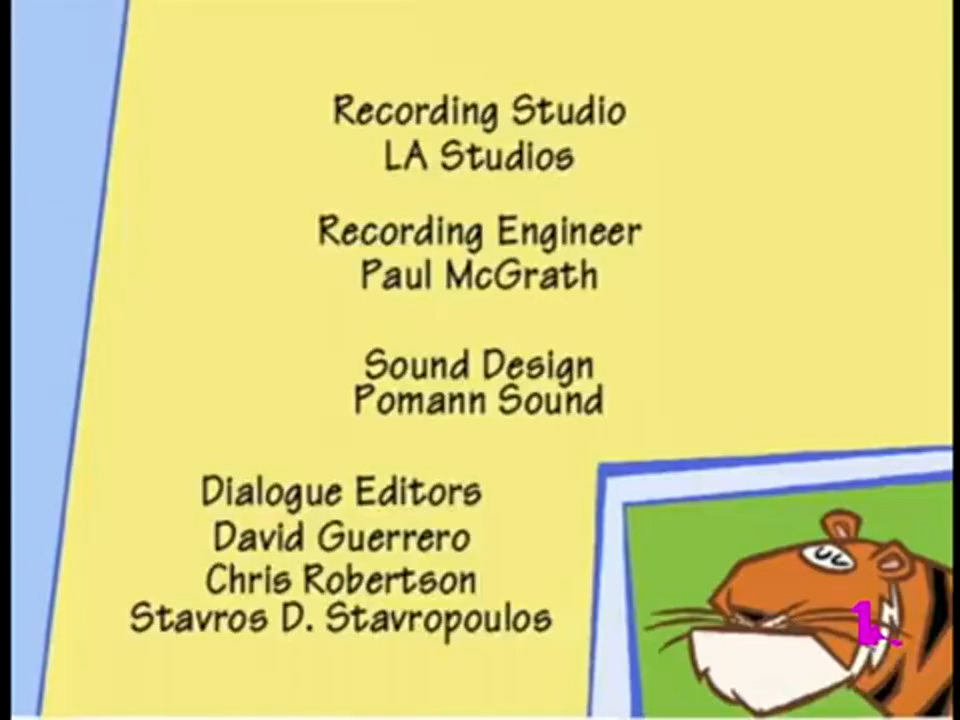 Recording Studio
LA Studios
Recording Engineer
Paul McGrath
Sound Design
Pomann Sound
Dialogue Editors
David Guerrero
Chris Robertson
Stavros D. Stavropoulos